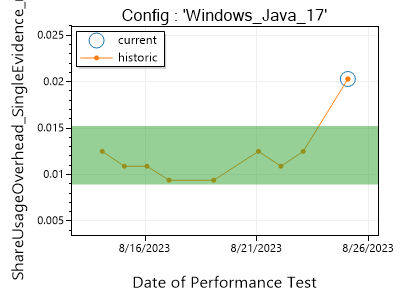 Config : 'Windows_Java_17'
ShareUsageOverhead_SingleEvidence_
0.025
0.02
0.015
0.01
0.005
current
historic
8/16/2023
8/21/2023
8/26/2023
Date of Performance Test